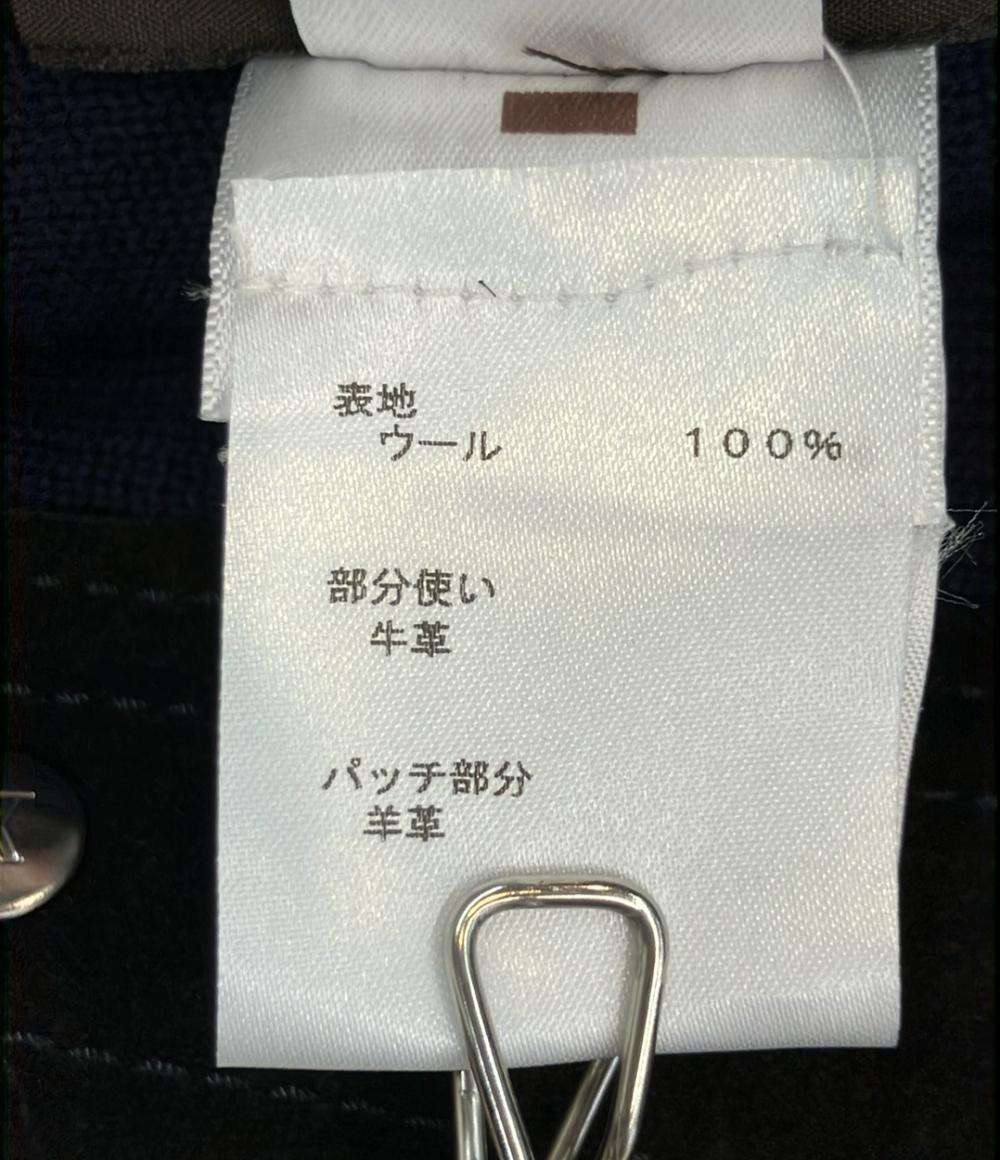 表地
ウール 100%
部分使い
牛革
パッチ部分
羊革